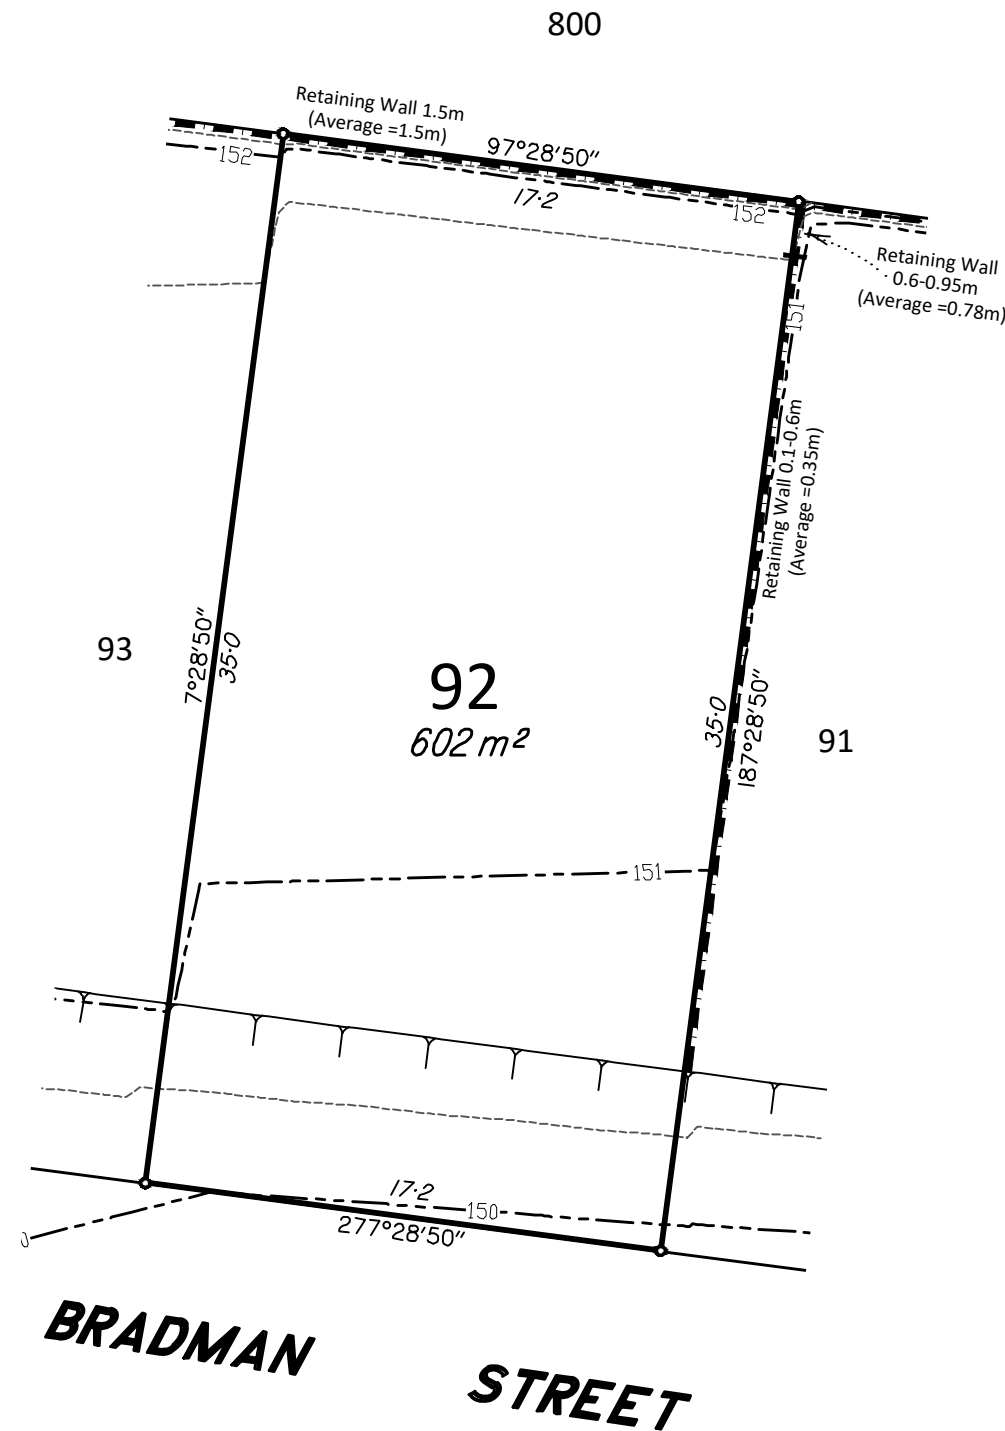 800
Retaining Wall 1.5m
(Average =1.5m)
97°28'50"
152
17·2
152
Retaining Wall
0.6-0.95m
(Average =0.78m)
151
Retaining Wall 0.1-0.6m
(Average =0.35m)
93
7°28'50"
35·0
92
602 m²
35·0
187°28'50"
91
151
17·2
150
277°28'50"
BRADMAN STREET